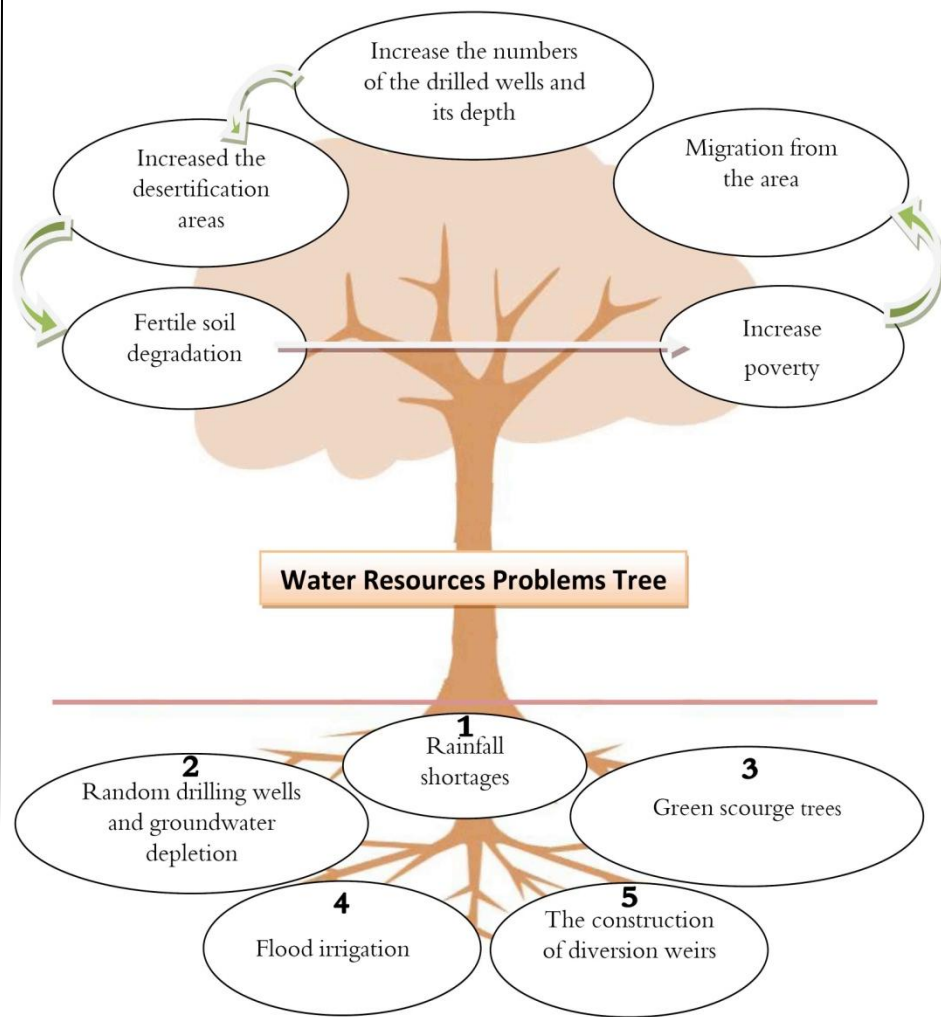 Increase the numbers
of the drilled wells and
its depth
Increased the
desertification
areas
Migration from
the area
Fertile soil
degradation
Increase
poverty
Water Resources Problems Tree
1
Rainfall
shortages
2
Random drilling wells
and groundwater
depletion
3
Green scourge trees
4
Flood irrigation
5
The construction
of diversion weirs